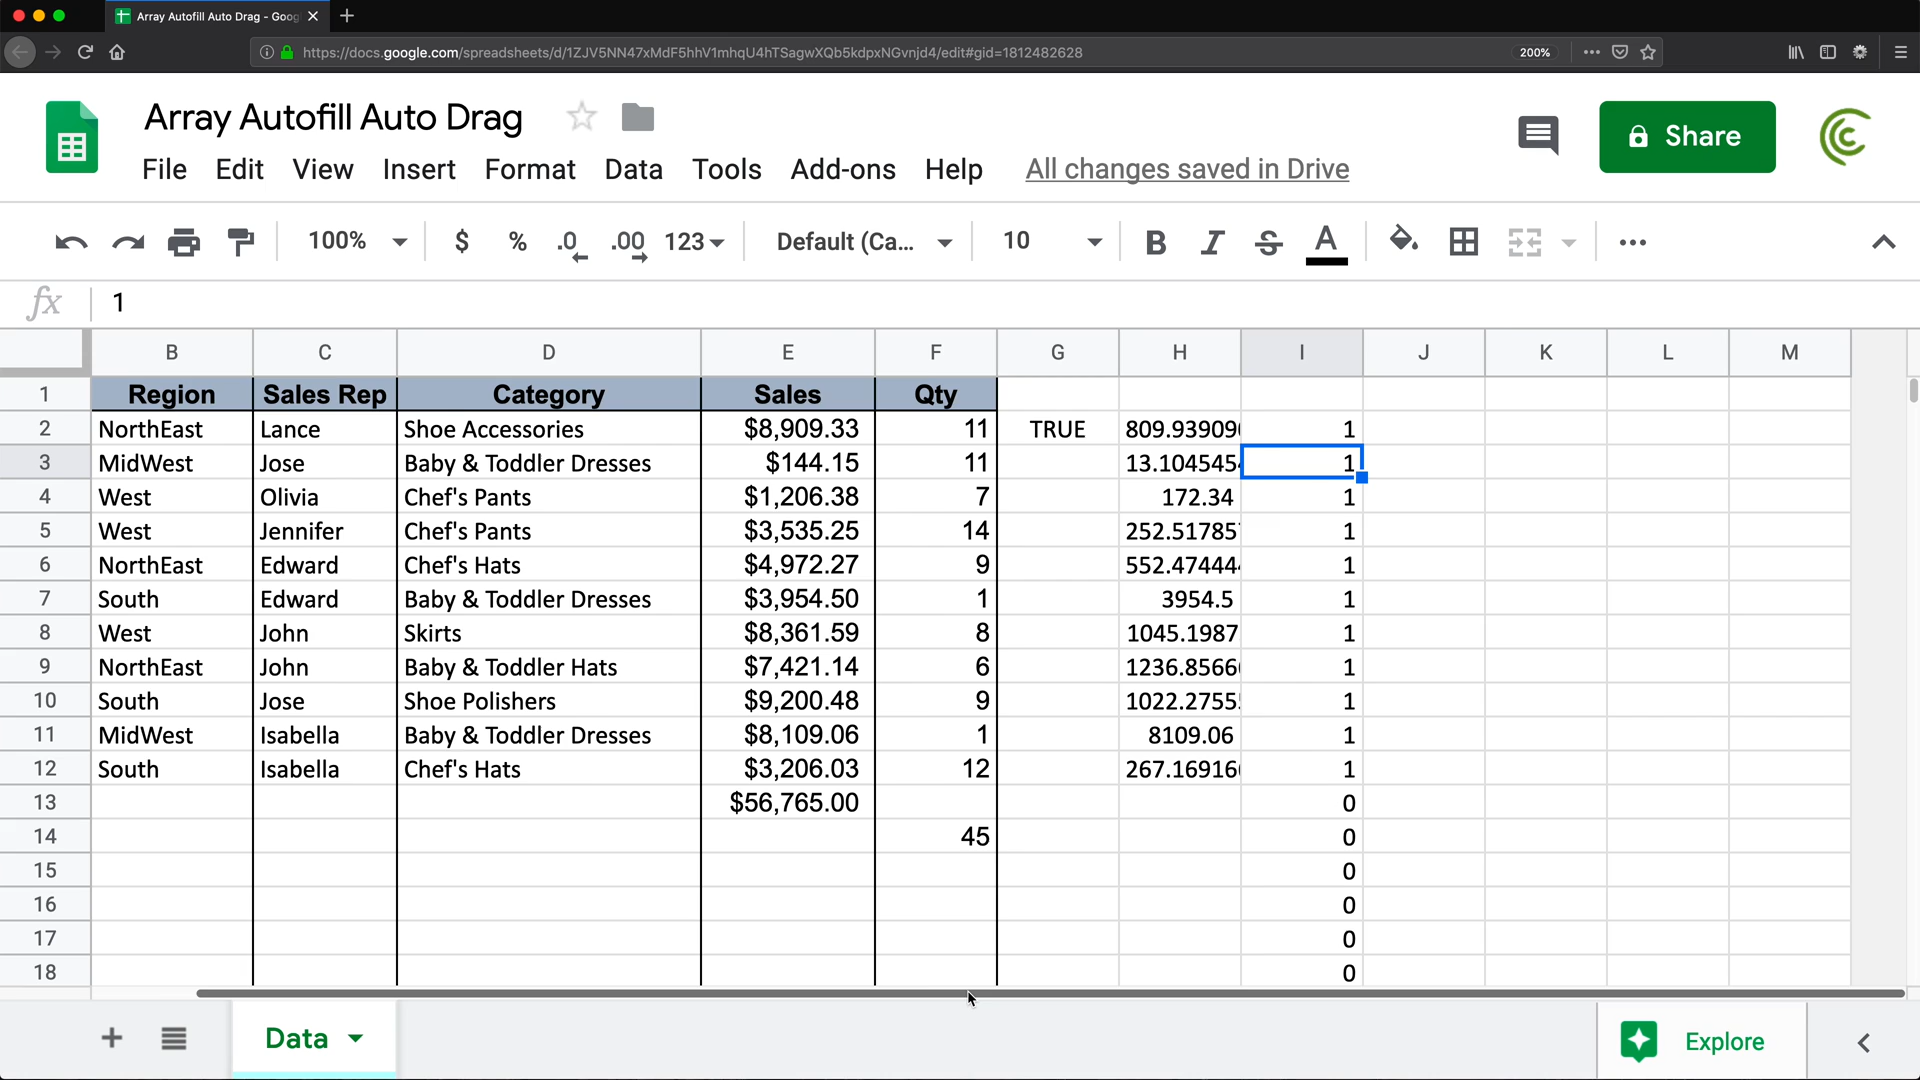 Array Autofill Auto Drag - Goog
https://docs.google.com/spreadsheets/d/1ZJV5NN47xMdF5hhV1mhqU4hTSagwXQb5kdpxNGvnjd4/edit#gid=1812482628 200%
Array Autofill Auto Drag
Share
File Edit View Insert Format Data Tools Add-ons Help All changes saved in Drive
100% $ % .0 .00 123 Default (Ca... 10 B I S A
fx 1
B C D E F G H I J K L M
1 Region Sales Rep Category Sales Qty
2 NorthEast Lance Shoe Accessories $8,909.33 11 TRUE 809.93909 1
3 MidWest Jose Baby & Toddler Dresses $144.15 11 13.1045454 1
4 West Olivia Chef's Pants $1,206.38 7 172.34 1
5 West Jennifer Chef's Pants $3,535.25 14 252.51785 1
6 NorthEast Edward Chef's Hats $4,972.27 9 552.474444 1
7 South Edward Baby & Toddler Dresses $3,954.50 1 3954.5 1
8 West John Skirts $8,361.59 8 1045.1987 1
9 NorthEast John Baby & Toddler Hats $7,421.14 6 1236.8566 1
10 South Jose Shoe Polishers $9,200.48 9 1022.2755 1
11 MidWest Isabella Baby & Toddler Dresses $8,109.06 1 8109.06 1
12 South Isabella Chef's Hats $3,206.03 12 267.16916 1
13 $56,765.00 0
14 45 0
15 0
16 0
17 0
18 0
Data Explore